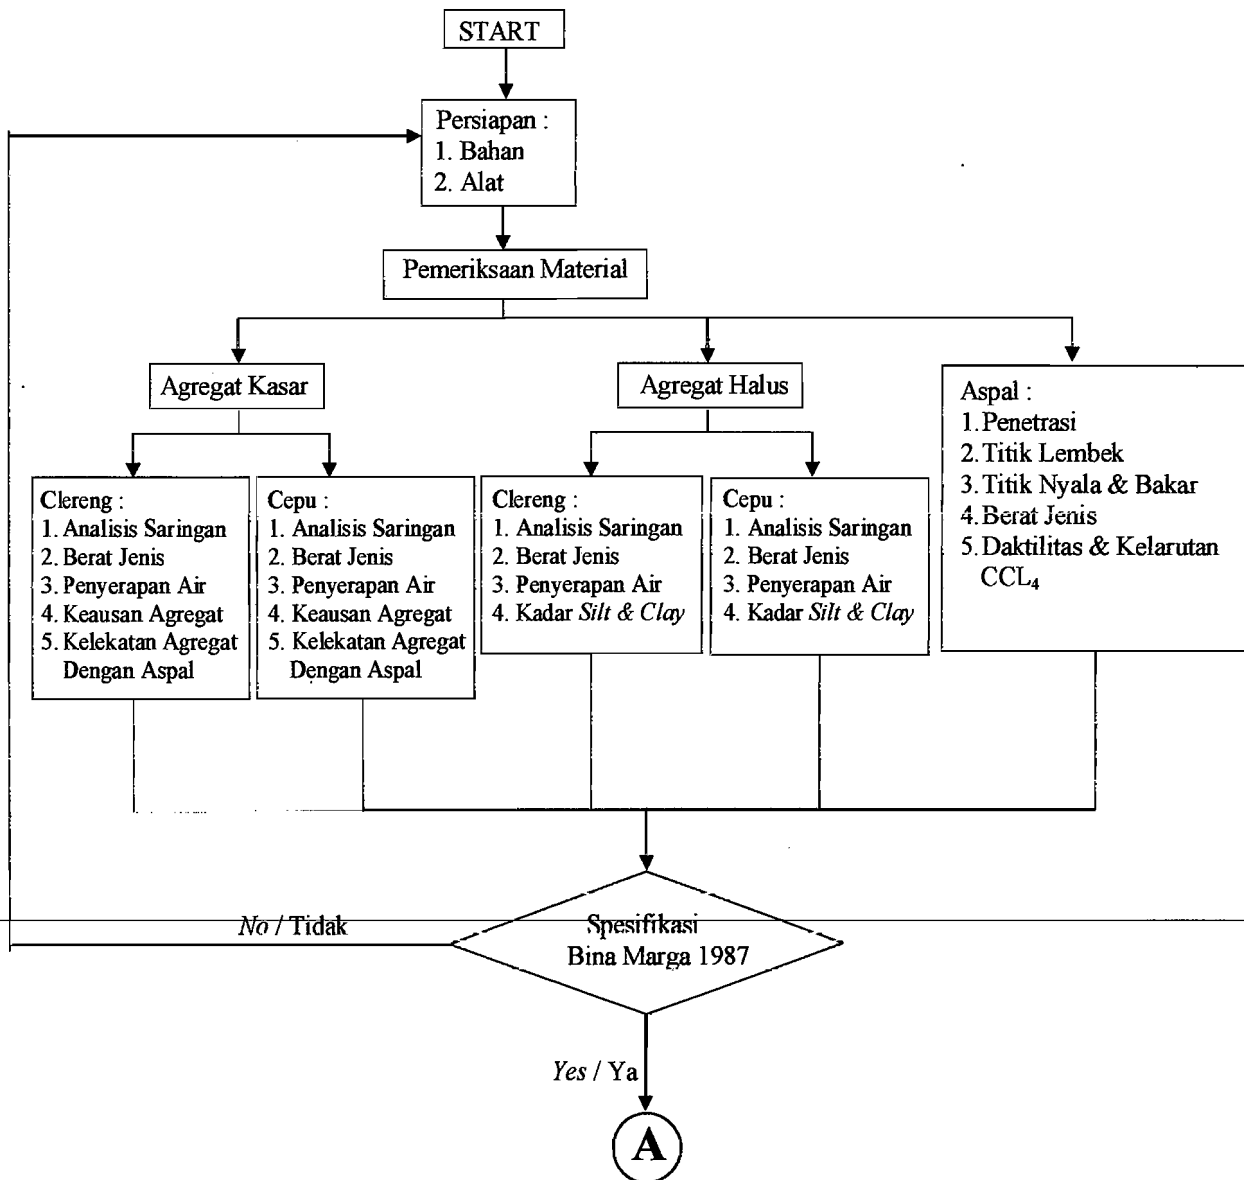 START
Persiapan :
1. Bahan
2. Alat
Pemeriksaan Material
Agregat Kasar
Agregat Halus
Aspal :
1. Penetrasi
2. Titik Lembek
3. Titik Nyala & Bakar
4. Berat Jenis
5. Daktilitas & Kelarutan
CCL₄
Clereng :
1. Analisis Saringan
2. Berat Jenis
3. Penyerapan Air
4. Keausan Agregat
5. Kelekatan Agregat
Dengan Aspal
Cepu :
1. Analisis Saringan
2. Berat Jenis
3. Penyerapan Air
4. Keausan Agregat
5. Kelekatan Agregat
Dengan Aspal
Clereng :
1. Analisis Saringan
2. Berat Jenis
3. Penyerapan Air
4. Kadar Silt & Clay
Cepu :
1. Analisis Saringan
2. Berat Jenis
3. Penyerapan Air
4. Kadar Silt & Clay
No / Tidak
Spesifikasi
Bina Marga 1987
Yes / Ya
A